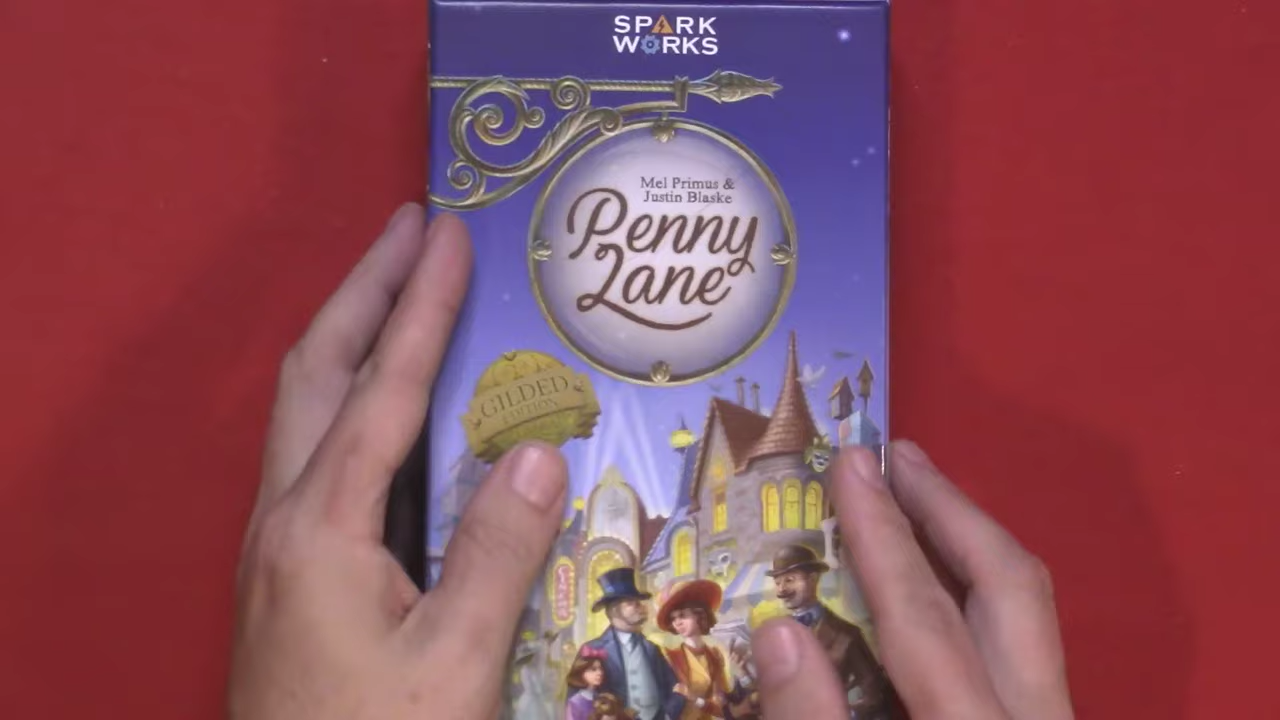 SPARK
WORKS
Mel Primus &
Justin Blaske
Penny
Lane
GILDED
EDITION